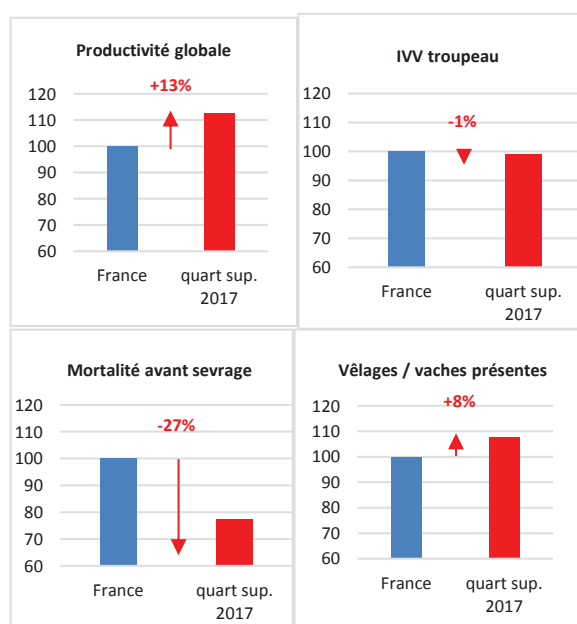 Productivité globale
+13%
120
110
100
90
80
70
60
France
quart sup.
2017
IVV troupeau
-1%
120
110
100
90
80
70
60
France
quart sup.
2017
Mortalité avant sevrage
-27%
120
100
90
80
70
60
France
quart sup.
2017
Vêlages / vaches présentes
+8%
120
110
100
90
80
70
60
France
quart sup.
2017